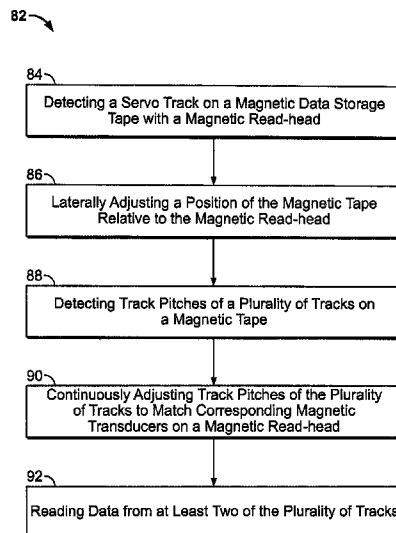 82
84
Detecting a Servo Track on a Magnetic Data Storage
Tape with a Magnetic Read-head
86
Laterally Adjusting a Position of the Magnetic Tape
Relative to the Magnetic Read-head
88
Detecting Track Pitches of a Plurality of Tracks on
a Magnetic Tape
90
Continuously Adjusting Track Pitches of the Plurality
of Tracks to Match Corresponding Magnetic
Transducers on a Magnetic Read-head
92
Reading Data from at Least Two of the Plurality of Tracks